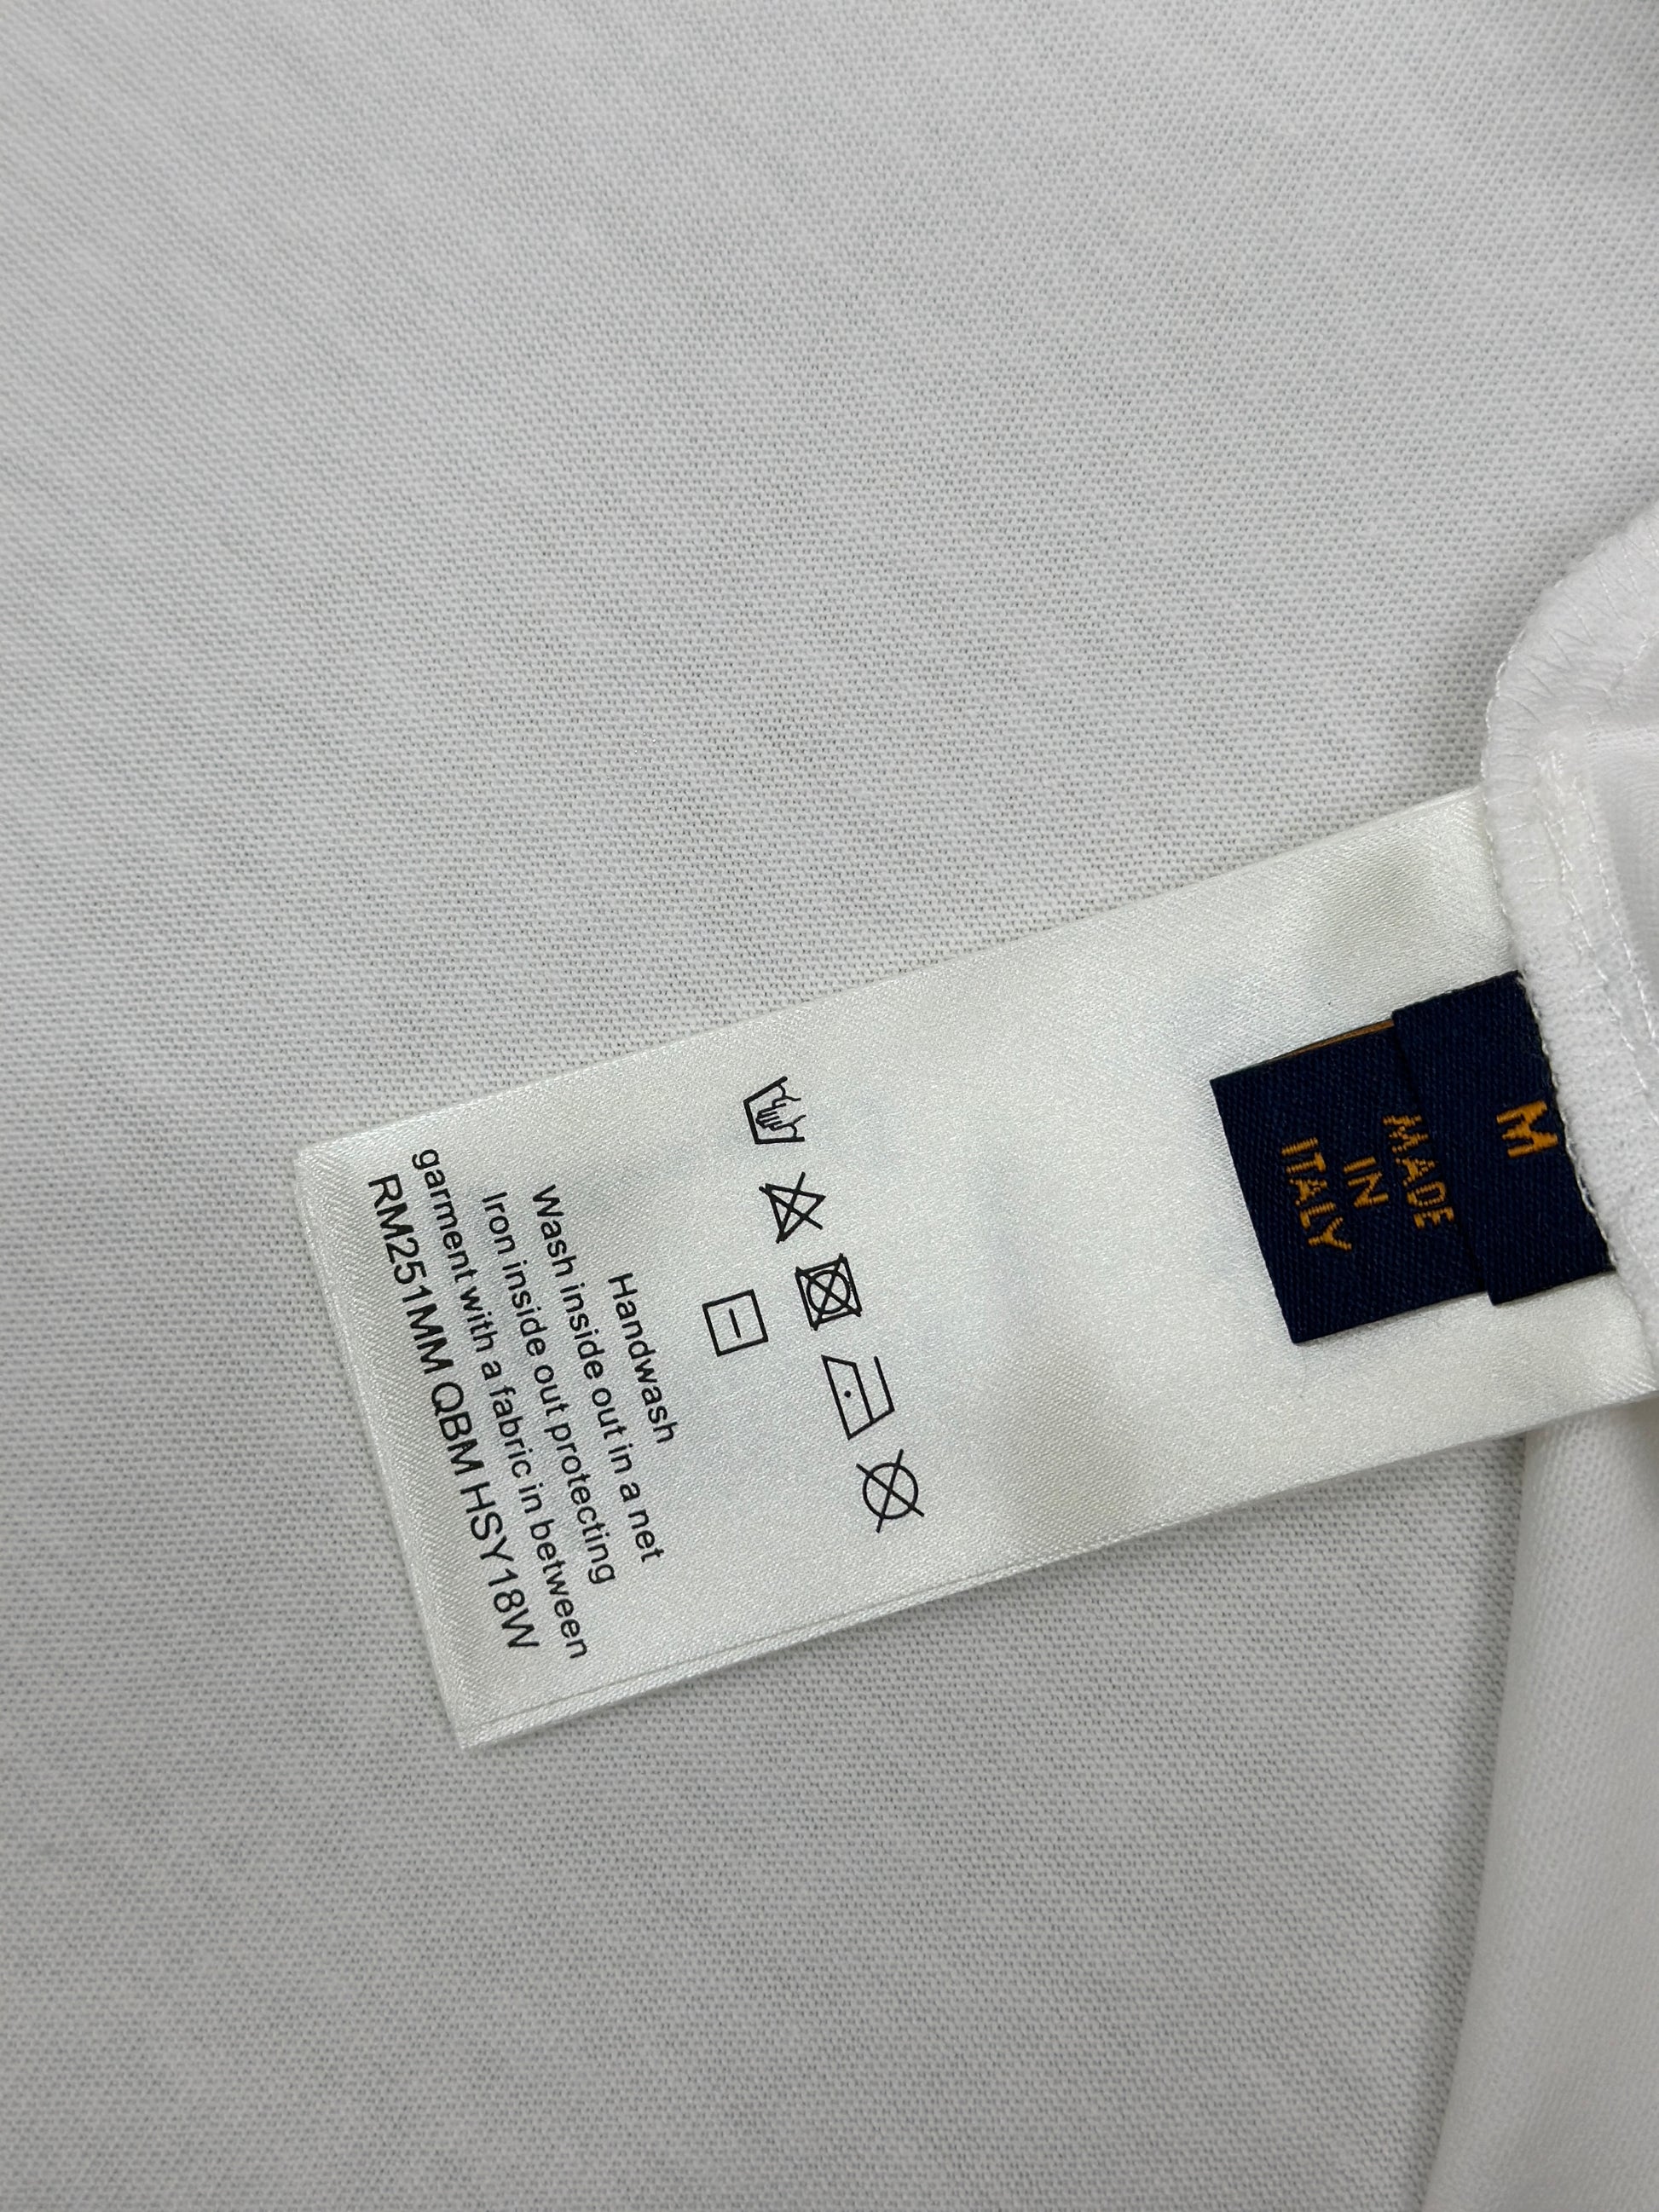 M
MADE
IN
ITALY
Handwash
Wash inside out in a net
Iron inside out protecting
garment with a fabric in between
RM251MM QBM HSY18W